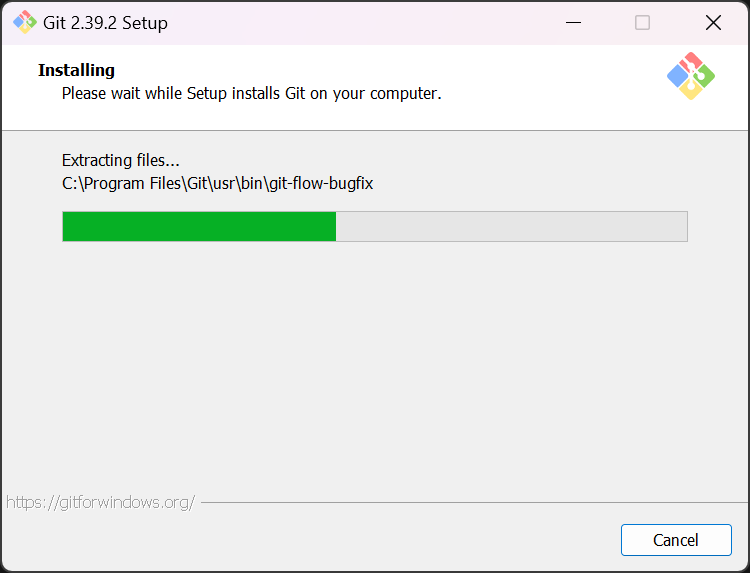 Git 2.39.2 Setup
Installing
Please wait while Setup installs Git on your computer.
Extracting files...
C:\Program Files\Git\usr\bin\git-flow-bugfix
https://gitforwindows.org/
Cancel